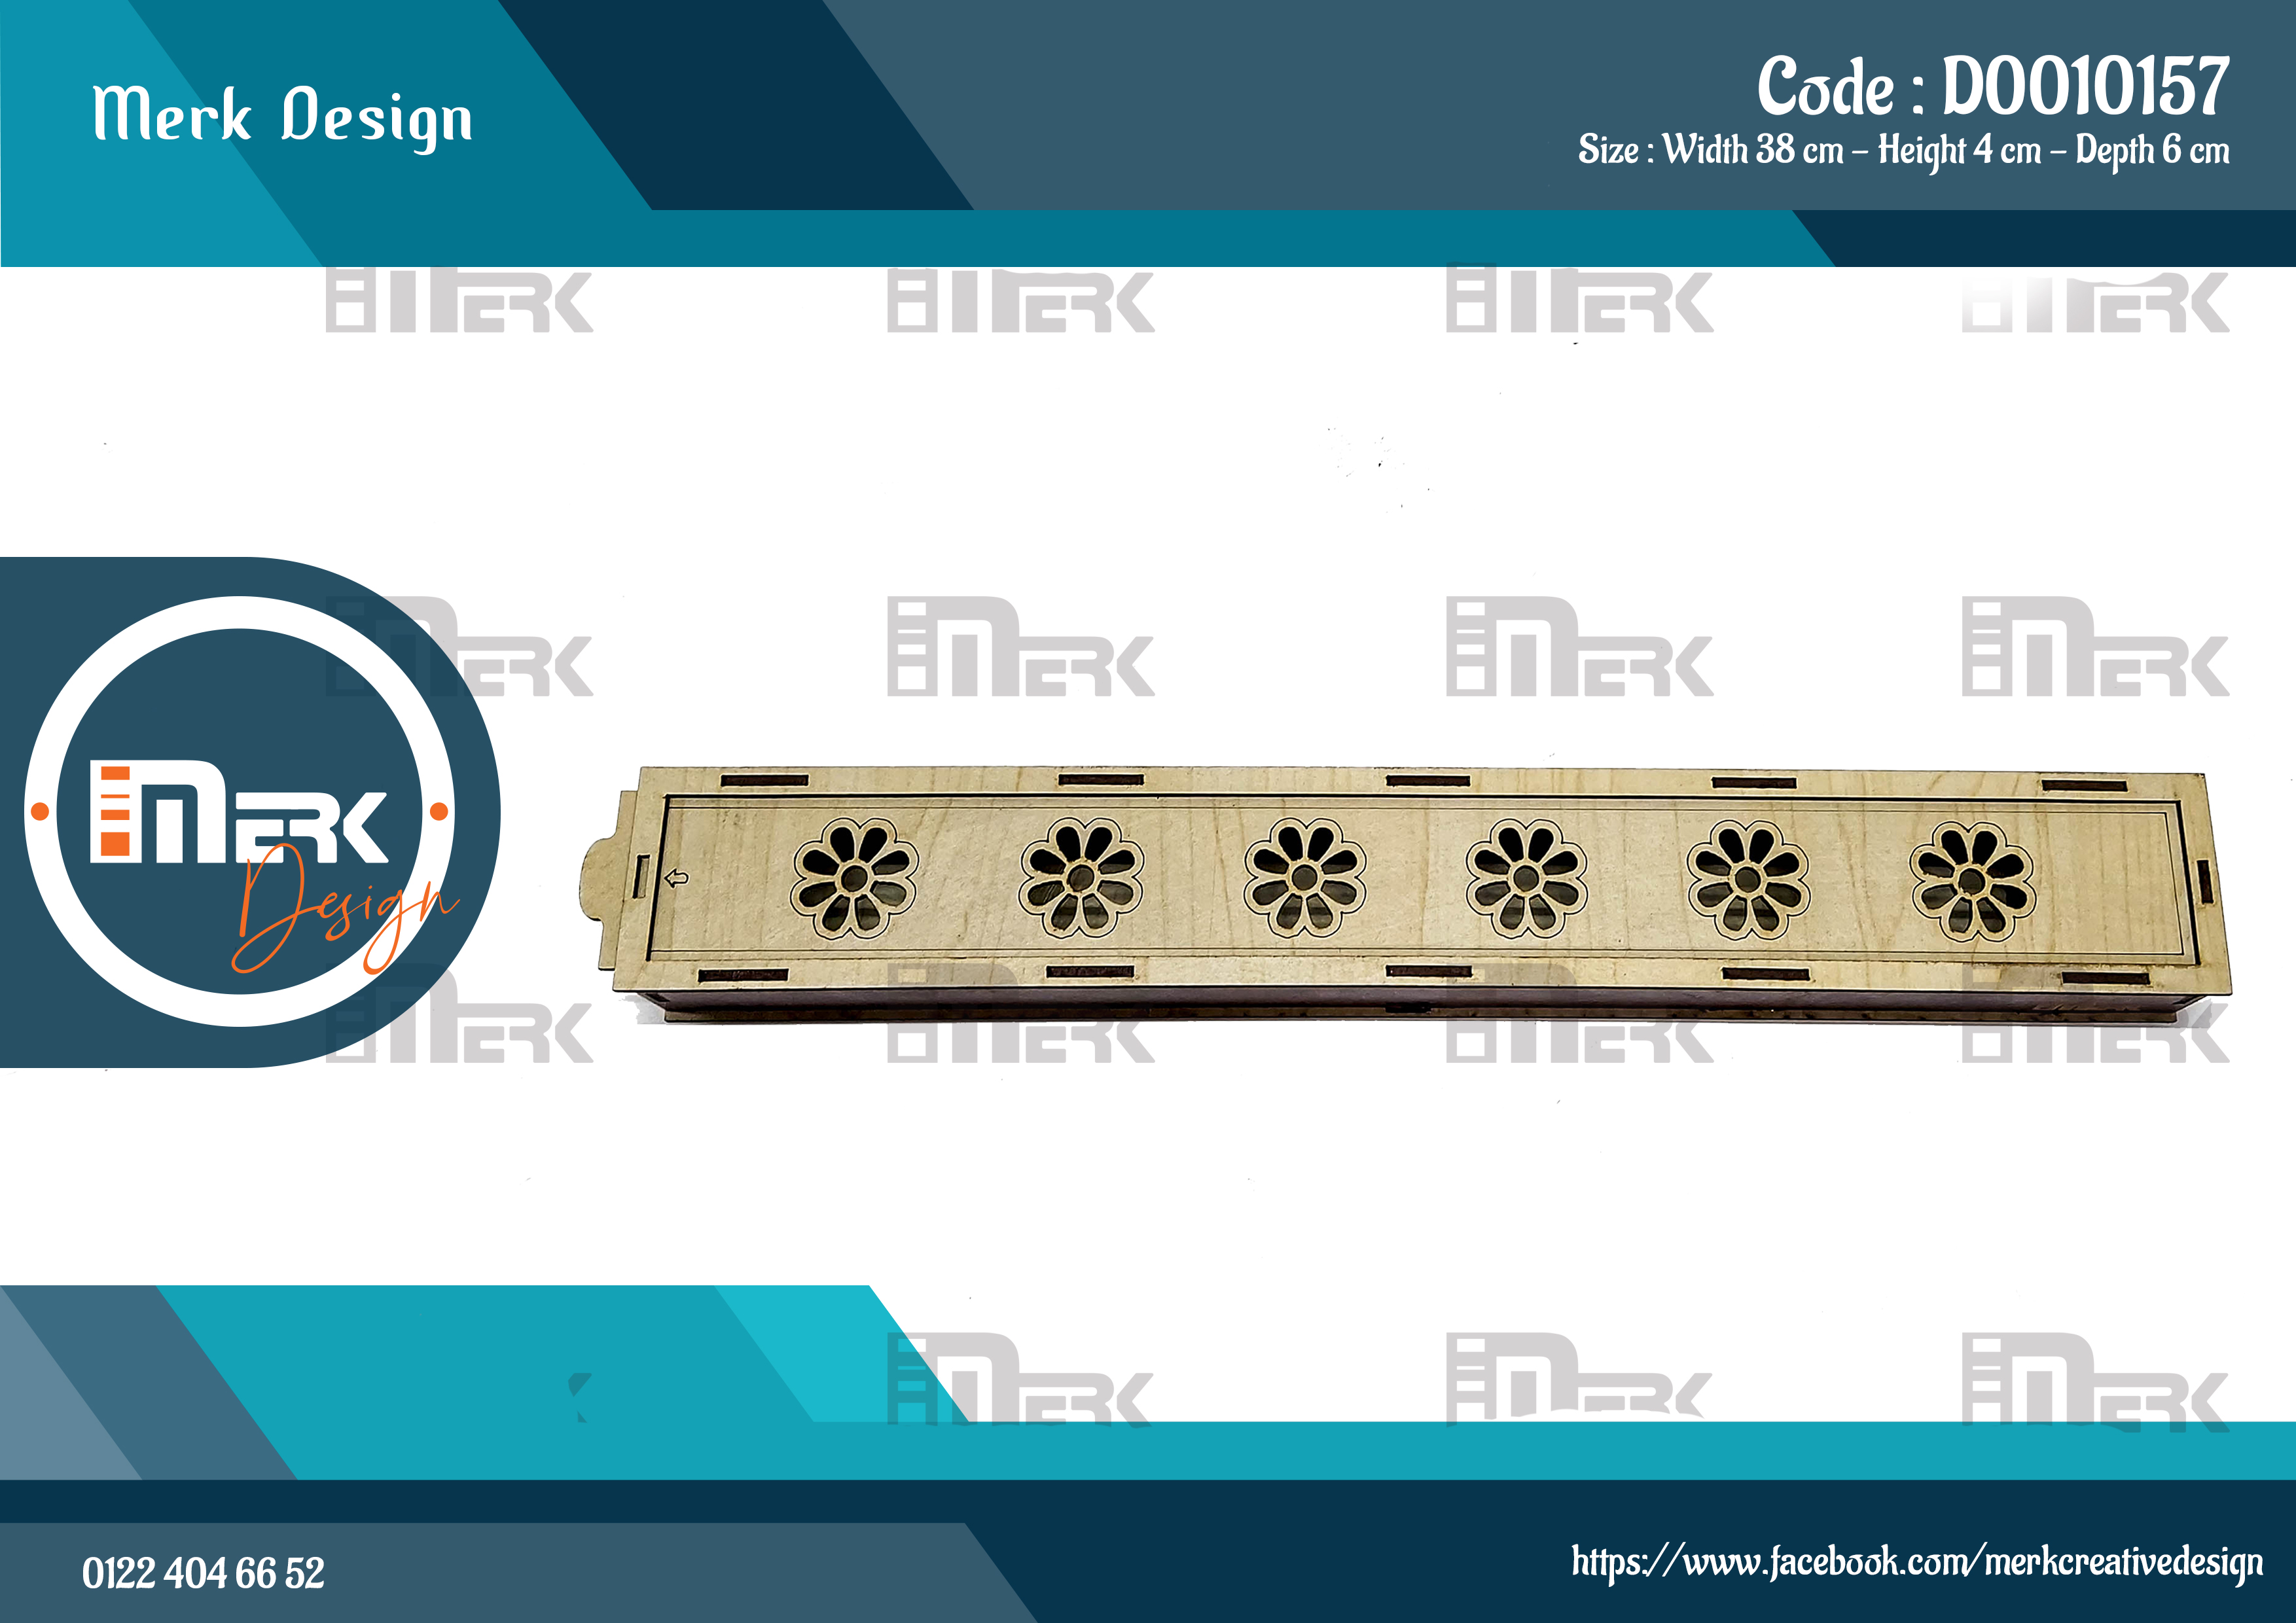 Merk Design
Code : D0010157
Size : Width 38 cm – Height 4 cm – Depth 6 cm
MERK MERK MERK MERK
MERK MERK MERK MERK
MERK
Design
MERK MERK MERK MERK
MERK MERK MERK
0122 404 66 52
https://www.facebook.com/merkcreativedesign